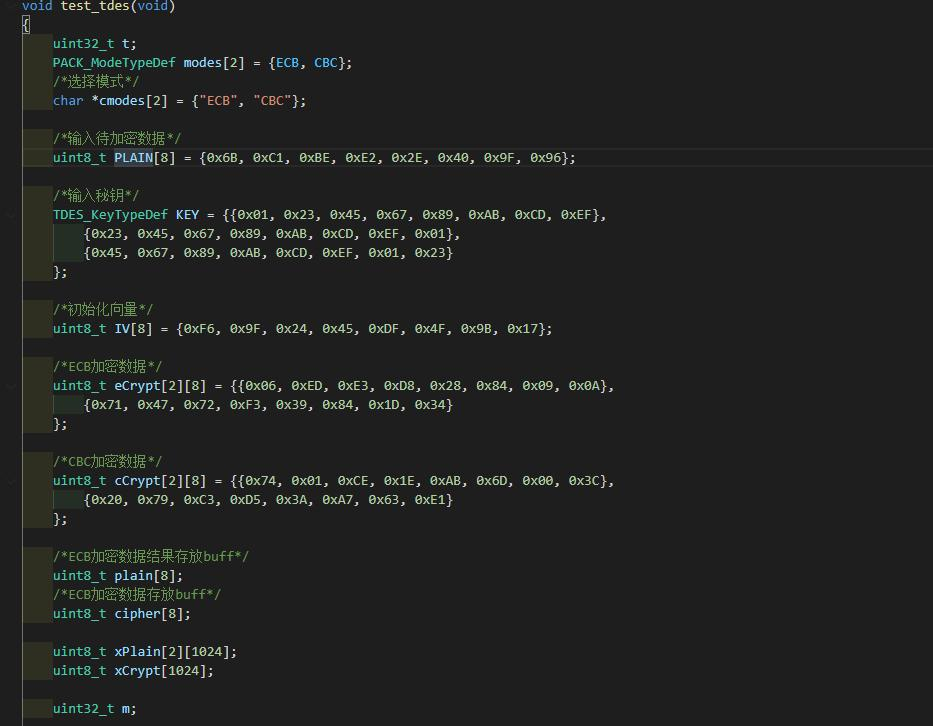 void test_tdes(void)
{
uint32_t t;
PACK_ModeTypeDef modes[2] = {ECB, CBC};
/*选择模式*/
char *cmodes[2] = {"ECB", "CBC"};
/*输入待加密数据*/
uint8_t PLAIN[8] = {0x6B, 0xC1, 0xBE, 0xE2, 0x2E, 0x40, 0x9F, 0x96};
/*输入秘钥*/
TDES_KeyTypeDef KEY = {{0x01, 0x23, 0x45, 0x67, 0x89, 0xAB, 0xCD, 0xEF},
{0x23, 0x45, 0x67, 0x89, 0xAB, 0xCD, 0xEF, 0x01},
{0x45, 0x67, 0x89, 0xAB, 0xCD, 0xEF, 0x01, 0x23}
};
/*初始化向量*/
uint8_t IV[8] = {0xF6, 0x9F, 0x24, 0x45, 0xDF, 0x4F, 0x9B, 0x17};
/*ECB加密数据*/
uint8_t eCrypt[2][8] = {{0x06, 0xED, 0xE3, 0xD8, 0x28, 0x84, 0x09, 0x0A},
{0x71, 0x47, 0x72, 0xF3, 0x39, 0x84, 0x1D, 0x34}
};
/*CBC加密数据*/
uint8_t cCrypt[2][8] = {{0x74, 0x01, 0xCE, 0x1E, 0xAB, 0x6D, 0x00, 0x3C},
{0x20, 0x79, 0xC3, 0xD5, 0x3A, 0xA7, 0x63, 0xE1}
};
/*ECB加密数据结果存放buff*/
uint8_t plain[8];
/*ECB加密数据存放buff*/
uint8_t cipher[8];
uint8_t xPlain[2][1024];
uint8_t xCrypt[1024];
uint32_t m;